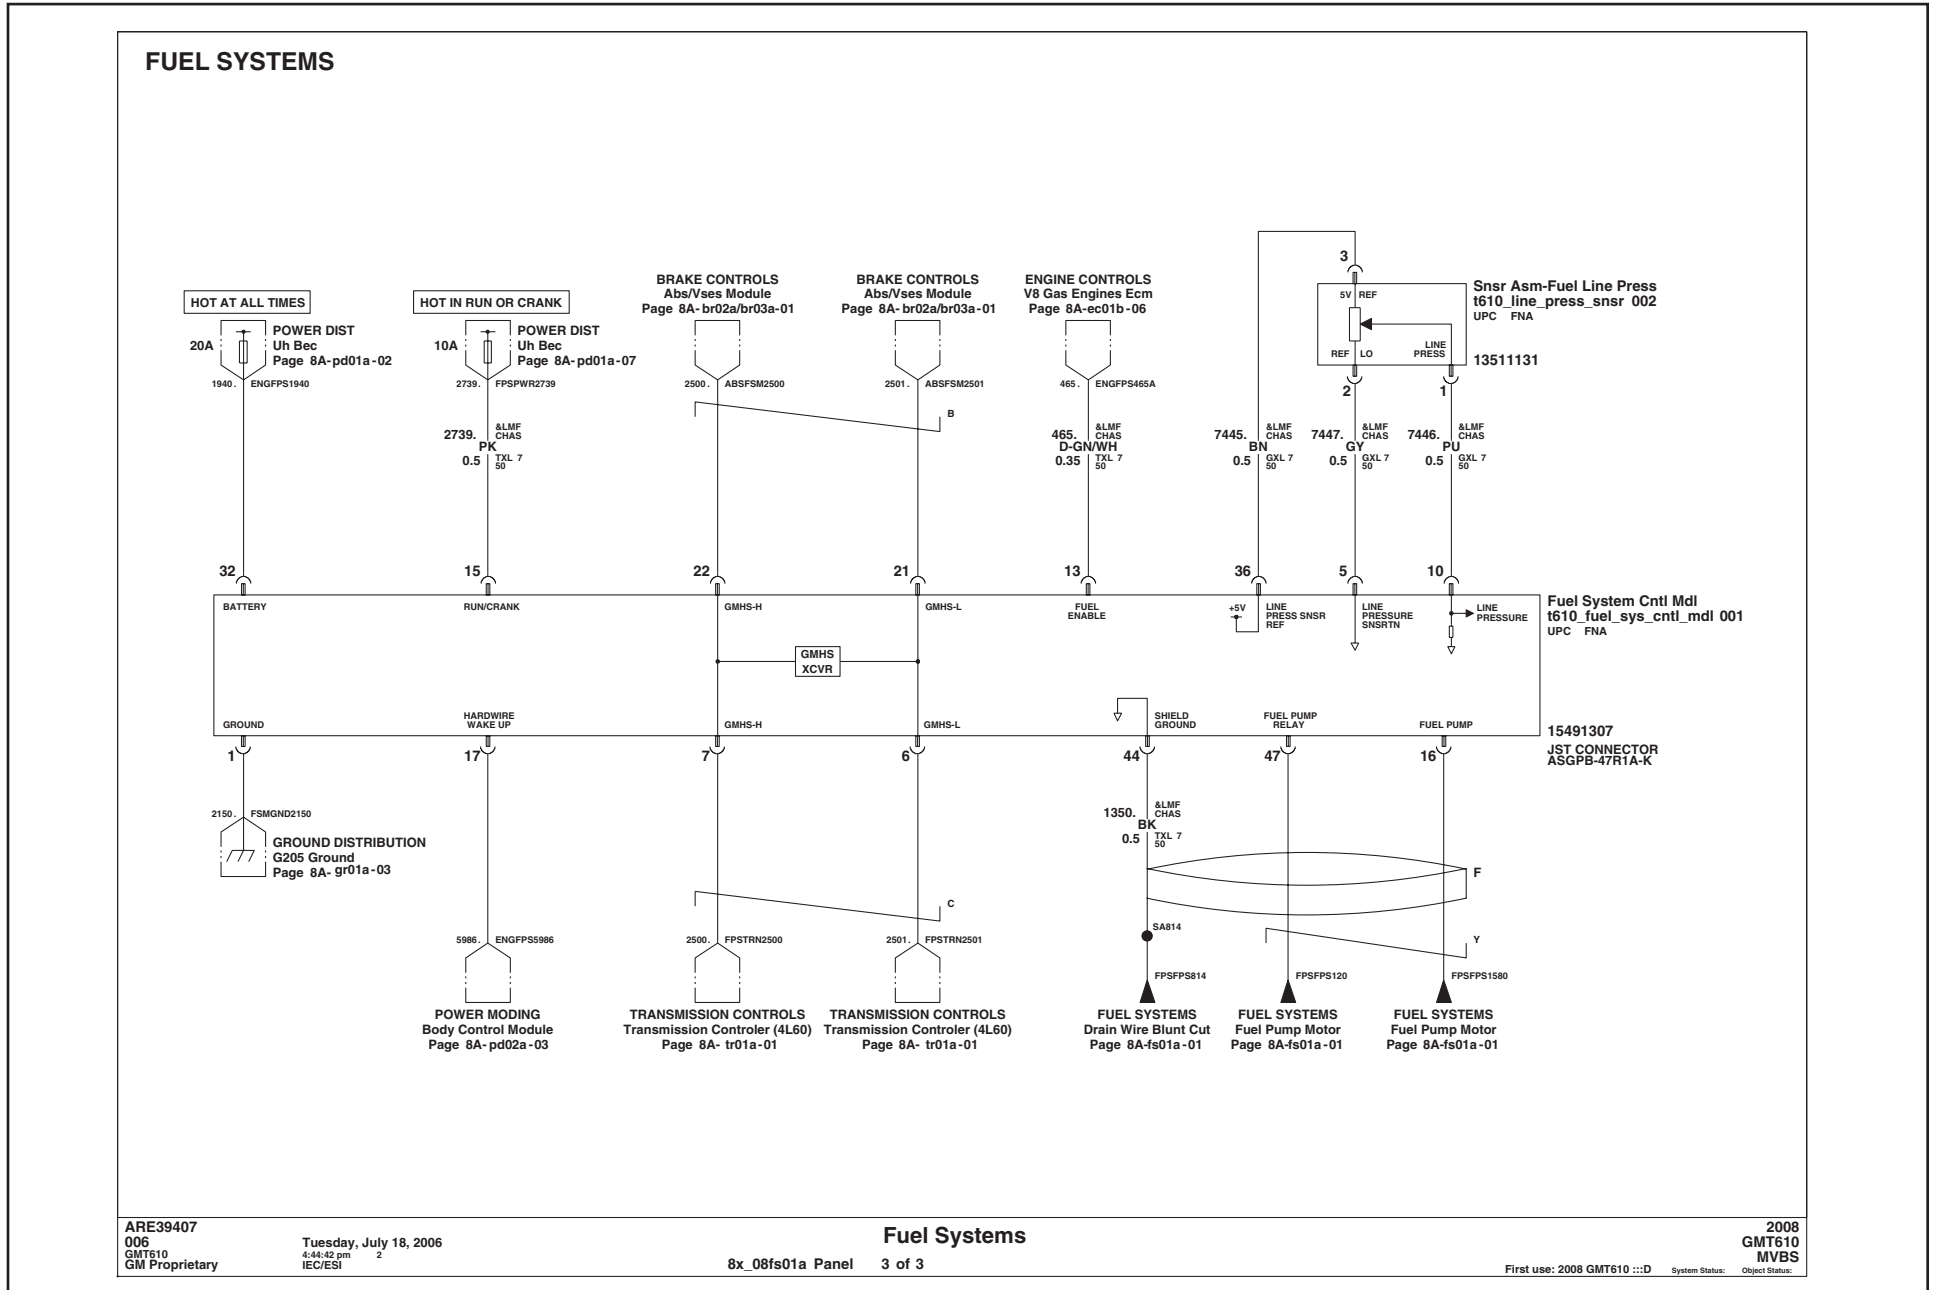 FUEL SYSTEMS
HOT AT ALL TIMES
20A
POWER DIST
Uh Bec
Page 8A-pd01a-02
1940. ENGFPS1940
HOT IN RUN OR CRANK
10A
POWER DIST
Uh Bec
Page 8A-pd01a-07
2739. FPSPWR2739
2739. &LMF
CHAS
PK
0.5 TXL 7
50
BRAKE CONTROLS
Abs/Vses Module
Page 8A-br02a/br03a-01
2500. ABSFSM2500
BRAKE CONTROLS
Abs/Vses Module
Page 8A-br02a/br03a-01
2501. ABSFSM2501
B
ENGINE CONTROLS
V8 Gas Engines Ecm
Page 8A-ec01b-06
465. ENGFPS465A
465. &LMF
CHAS
D-GN/WH
0.35 TXL 7
50
3
5V REF
REF LO
LINE
PRESS
2
1
Snsr Asm-Fuel Line Press
t610_line_press_snsr 002
UPC FNA
13511131
7445. &LMF
CHAS
BN
0.5 GXL 7
50
7447. &LMF
CHAS
GY
0.5 GXL 7
50
7446. &LMF
CHAS
PU
0.5 GXL 7
50
32
15
22
21
13
36
5
10
BATTERY
RUN/CRANK
GMHS-H
GMHS-L
FUEL
ENABLE
+5V
LINE
PRESS SNSR
REF
LINE
PRESSURE
SNSRTN
LINE
PRESSURE
Fuel System Cntl Mdl
t610_fuel_sys_cntl_mdl 001
UPC FNA
GMHS
XCVR
GROUND
HARDWIRE
WAKE UP
GMHS-H
GMHS-L
SHIELD
GROUND
FUEL PUMP
RELAY
FUEL PUMP
15491307
JST CONNECTOR
ASGPB-47R1A-K
1
17
7
6
44
47
16
2150. FSMGND2150
GROUND DISTRIBUTION
G205 Ground
Page 8A- gr01a-03
1350. &LMF
CHAS
BK
0.5 TXL 7
50
F
C
SA814
Y
5986. ENGFPS5986
2500. FPSTRN2500
2501. FPSTRN2501
FPSFPS814
FPSFPS120
FPSFPS1580
POWER MODING
Body Control Module
Page 8A-pd02a-03
TRANSMISSION CONTROLS
Transmission Controler (4L60)
Page 8A- tr01a-01
TRANSMISSION CONTROLS
Transmission Controler (4L60)
Page 8A- tr01a-01
FUEL SYSTEMS
Drain Wire Blunt Cut
Page 8A-fs01a-01
FUEL SYSTEMS
Fuel Pump Motor
Page 8A-fs01a-01
FUEL SYSTEMS
Fuel Pump Motor
Page 8A-fs01a-01
ARE39407
006
GMT610
GM Proprietary
Tuesday, July 18, 2006
4:44:42 pm 2
IEC/ESI
Fuel Systems
8x_08fs01a Panel 3 of 3
2008
GMT610
MVBS
First use: 2008 GMT610 :::D System Status: Object Status: